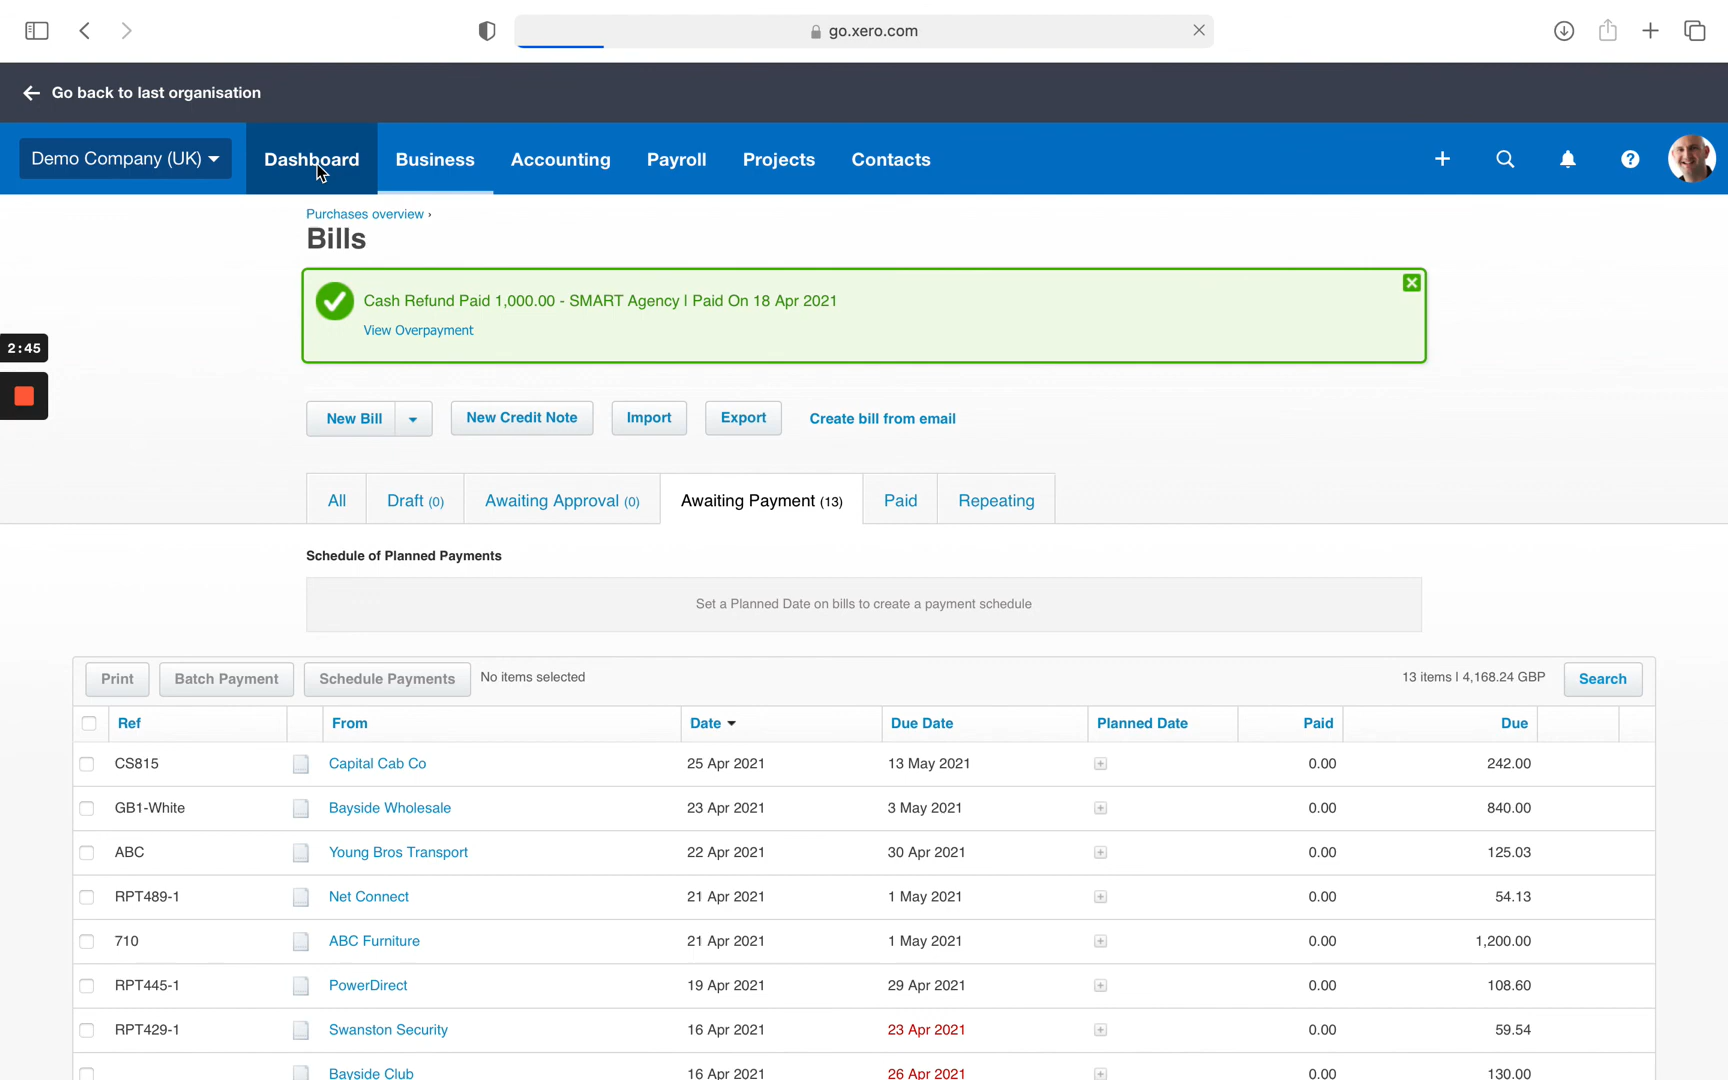 go.xero.com
Go back to last organisation
Demo Company (UK) Dashboard Business Accounting Payroll Projects Contacts
Purchases overview ›
Bills
Cash Refund Paid 1,000.00 - SMART Agency | Paid On 18 Apr 2021
View Overpayment
2:45
New Bill New Credit Note Import Export Create bill from email
All Draft (0) Awaiting Approval (0) Awaiting Payment (13) Paid Repeating
Schedule of Planned Payments
Set a Planned Date on bills to create a payment schedule
Print Batch Payment Schedule Payments No items selected 13 items | 4,168.24 GBP Search
Ref From Date Due Date Planned Date Paid Due
CS815 Capital Cab Co 25 Apr 2021 13 May 2021 0.00 242.00
GB1-White Bayside Wholesale 23 Apr 2021 3 May 2021 0.00 840.00
ABC Young Bros Transport 22 Apr 2021 30 Apr 2021 0.00 125.03
RPT489-1 Net Connect 21 Apr 2021 1 May 2021 0.00 54.13
710 ABC Furniture 21 Apr 2021 1 May 2021 0.00 1,200.00
RPT445-1 PowerDirect 19 Apr 2021 29 Apr 2021 0.00 108.60
RPT429-1 Swanston Security 16 Apr 2021 23 Apr 2021 0.00 59.54
Bayside Club 16 Apr 2021 26 Apr 2021 0.00 130.00